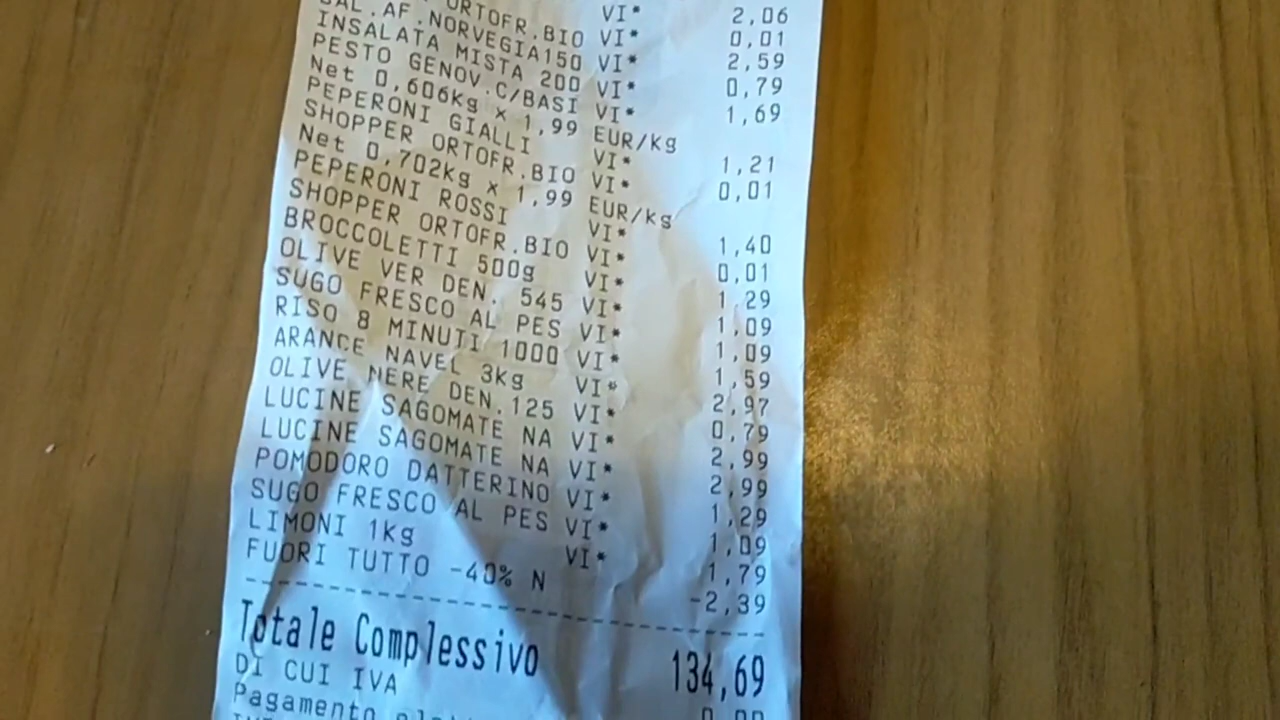 VI* 2,06
ORTOFR.BIO VI* 0,01
SAL.AF.NORVEGIA150 VI* 2,59
INSALATA MISTA 200 VI* 0,79
PESTO GENOV.C/BASI VI* 1,69
Net 0,606Kg x 1,99 EUR/kg
PEPERONI GIALLI VI* 1,21
SHOPPER ORTOFR.BIO VI* 0,01
Net 0,702kg x 1,99 EUR/kg
PEPERONI ROSSI VI* 1,40
SHOPPER ORTOFR.BIO VI* 0,01
BROCCOLETTI 500g VI* 1,29
OLIVE VER DEN. 545 VI* 1,09
SUGO FRESCO AL PES VI* 1,09
RISO 8 MINUTI 1000 VI* 1,59
ARANCE NAVEL 3Kg VI* 2,97
OLIVE NERE DEN.125 VI* 0,79
LUCINE SAGOMATE NA VI* 2,99
LUCINE SAGOMATE NA VI* 2,99
POMODORO DATTERINO VI* 1,29
SUGO FRESCO AL PES VI* 1,09
LIMONI 1Kg VI* 1,79
FUORI TUTTO -40% N -2,39
Totale Complessivo 134,69
DI CUI IVA
Pagamento